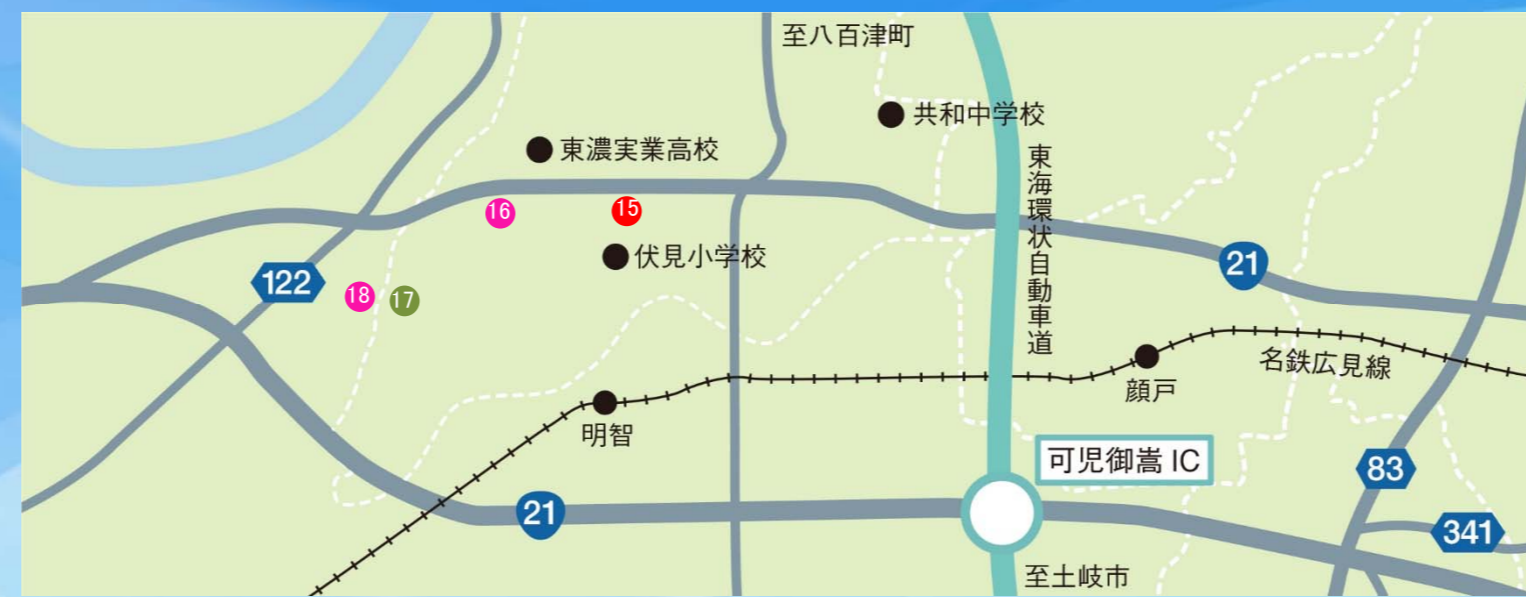 至八百津町
共和中学校
東濃実業高校
東海環状自動車道
16
15
伏見小学校
21
122
18
17
名鉄広見線
顔戸
明智
可児御嵩 IC
83
21
341
至土岐市